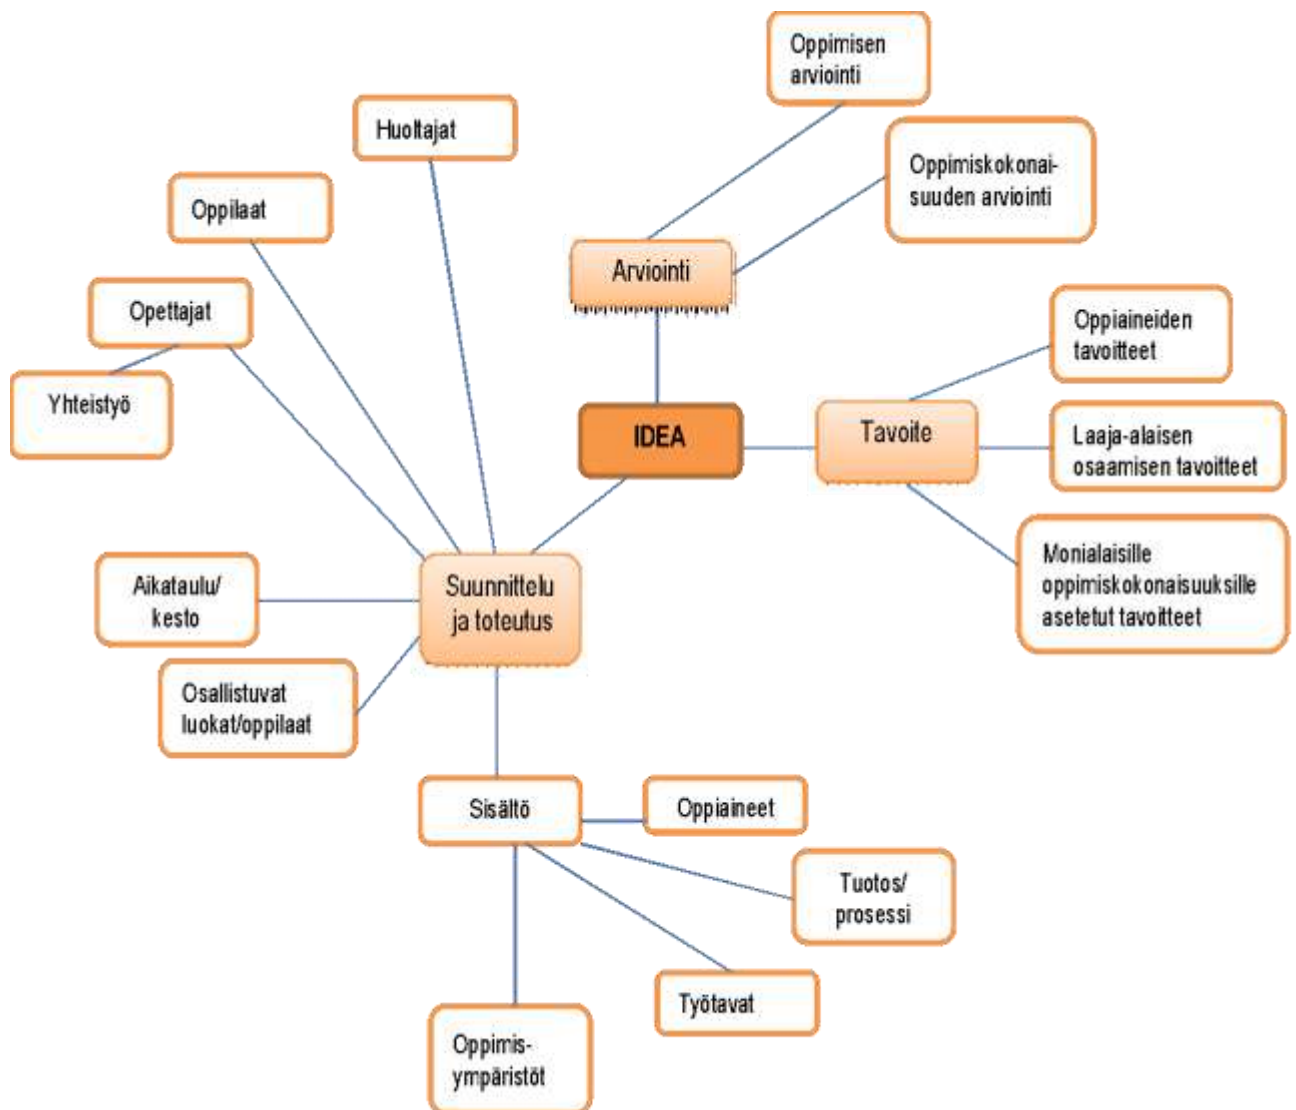 Oppimisen
arviointi
Huoltajat
Oppimiskokonai-
suuden arviointi
Oppilaat
Arviointi
Opettajat
Oppiaineiden
tavoitteet
Yhteistyö
IDEA
Tavoite
Laaja-alaisen
osaamisen tavoitteet
Monialaisille
oppimiskokonaisuuksille
asetetut tavoitteet
Aikataulu/
kesto
Suunnittelu
ja toteutus
Osallistuvat
luokat/oppilaat
Sisältö
Oppiaineet
Tuotos/
prosessi
Työtavat
Oppimis-
ympäristöt